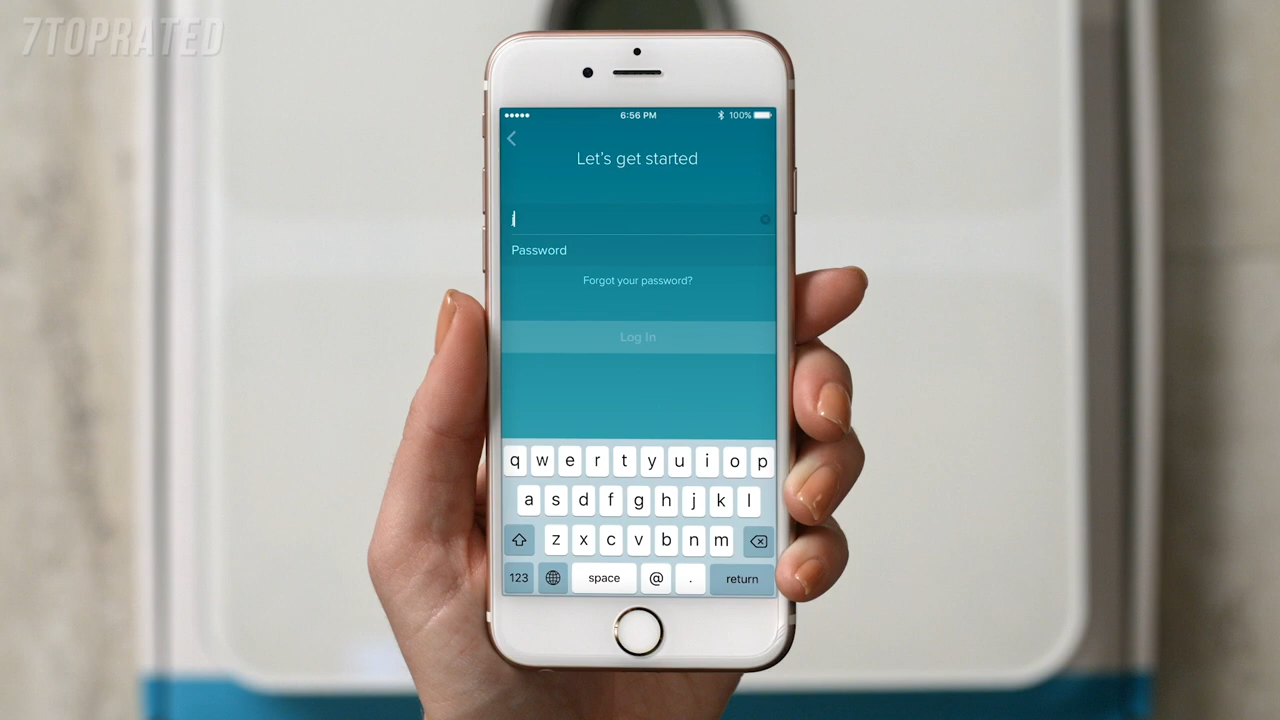 7TOPRATED
6:56 PM
100%
Let's get started
Password
Forgot your password?
Log In
q w e r t y u i o p
a s d f g h j k l
z x c v b n m
123 space @ . return